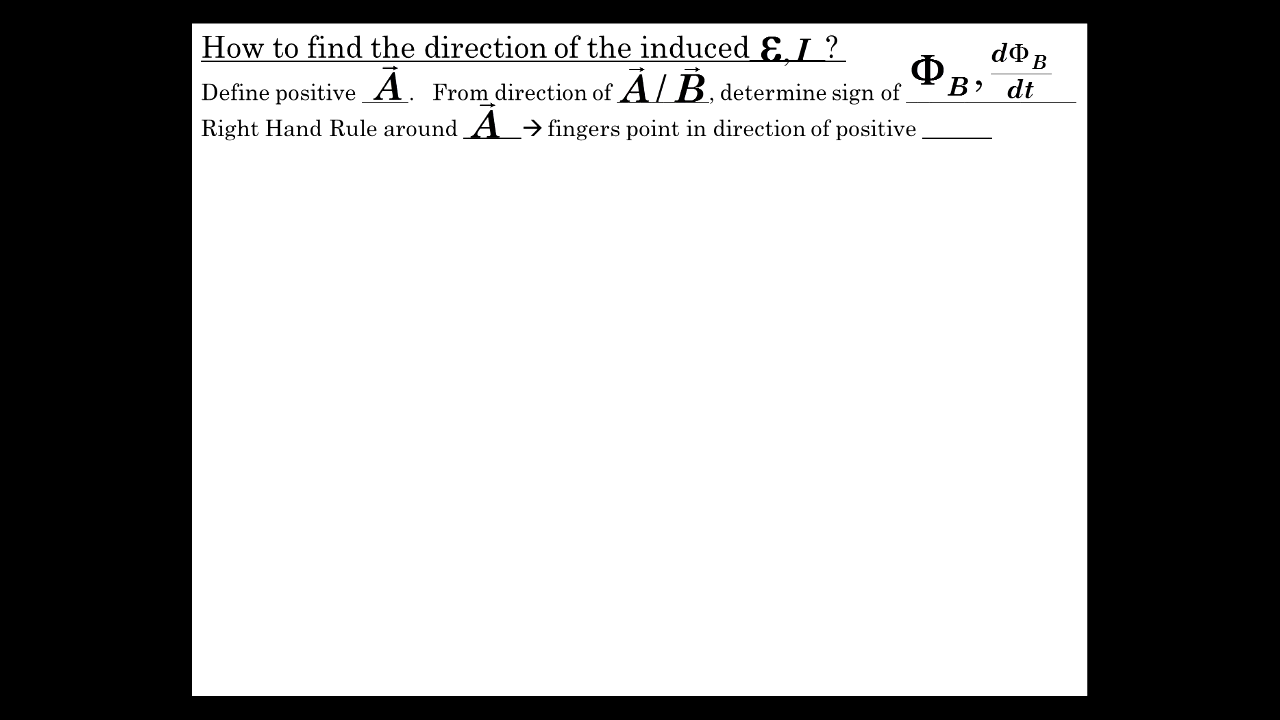 How to find the direction of the induced ε, I ?
Define positive A⃗. From direction of A⃗ / B⃗, determine sign of Φ_B, dΦ_B/dt
Right Hand Rule around A⃗ → fingers point in direction of positive ______